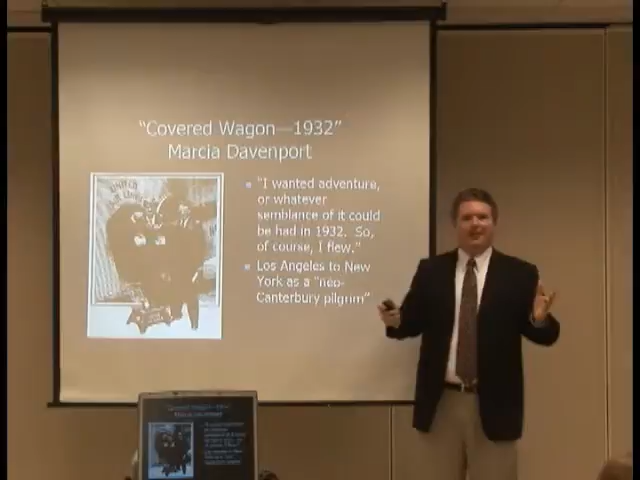 "Covered Wagon—1932"
Marcia Davenport
"I wanted adventure,
or whatever
semblance of it could
be had in 1932. So,
of course, I flew."
Los Angeles to New
York as a "neo-
Canterbury pilgrim"
UNITED